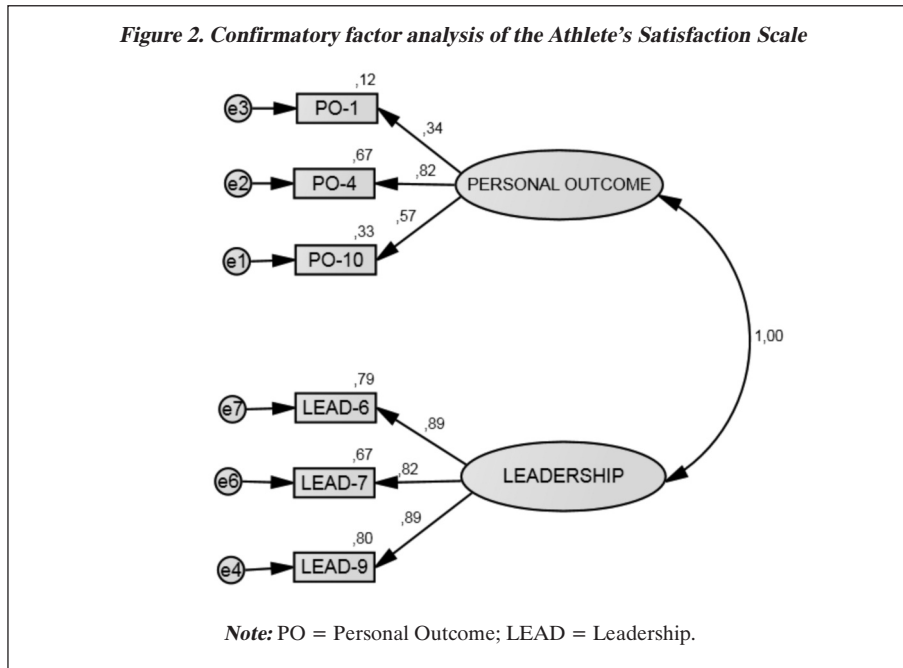 Figure 2. Confirmatory factor analysis of the Athlete's Satisfaction Scale
,12
e3 PO-1
,34
,67
e2 PO-4 ,82 PERSONAL OUTCOME
,57
,33
e1 PO-10
1,00
,79
e7 LEAD-6
,89
,67
e6 LEAD-7 ,82 LEADERSHIP
,89
,80
e4 LEAD-9
Note: PO = Personal Outcome; LEAD = Leadership.